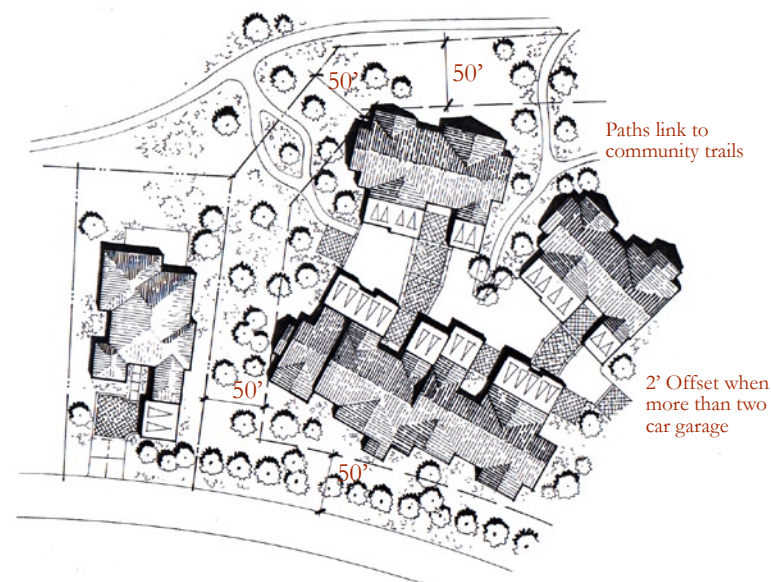 50’
50’
Paths link to
community trails
2’ Offset when
more than two
car garage
50’
50’